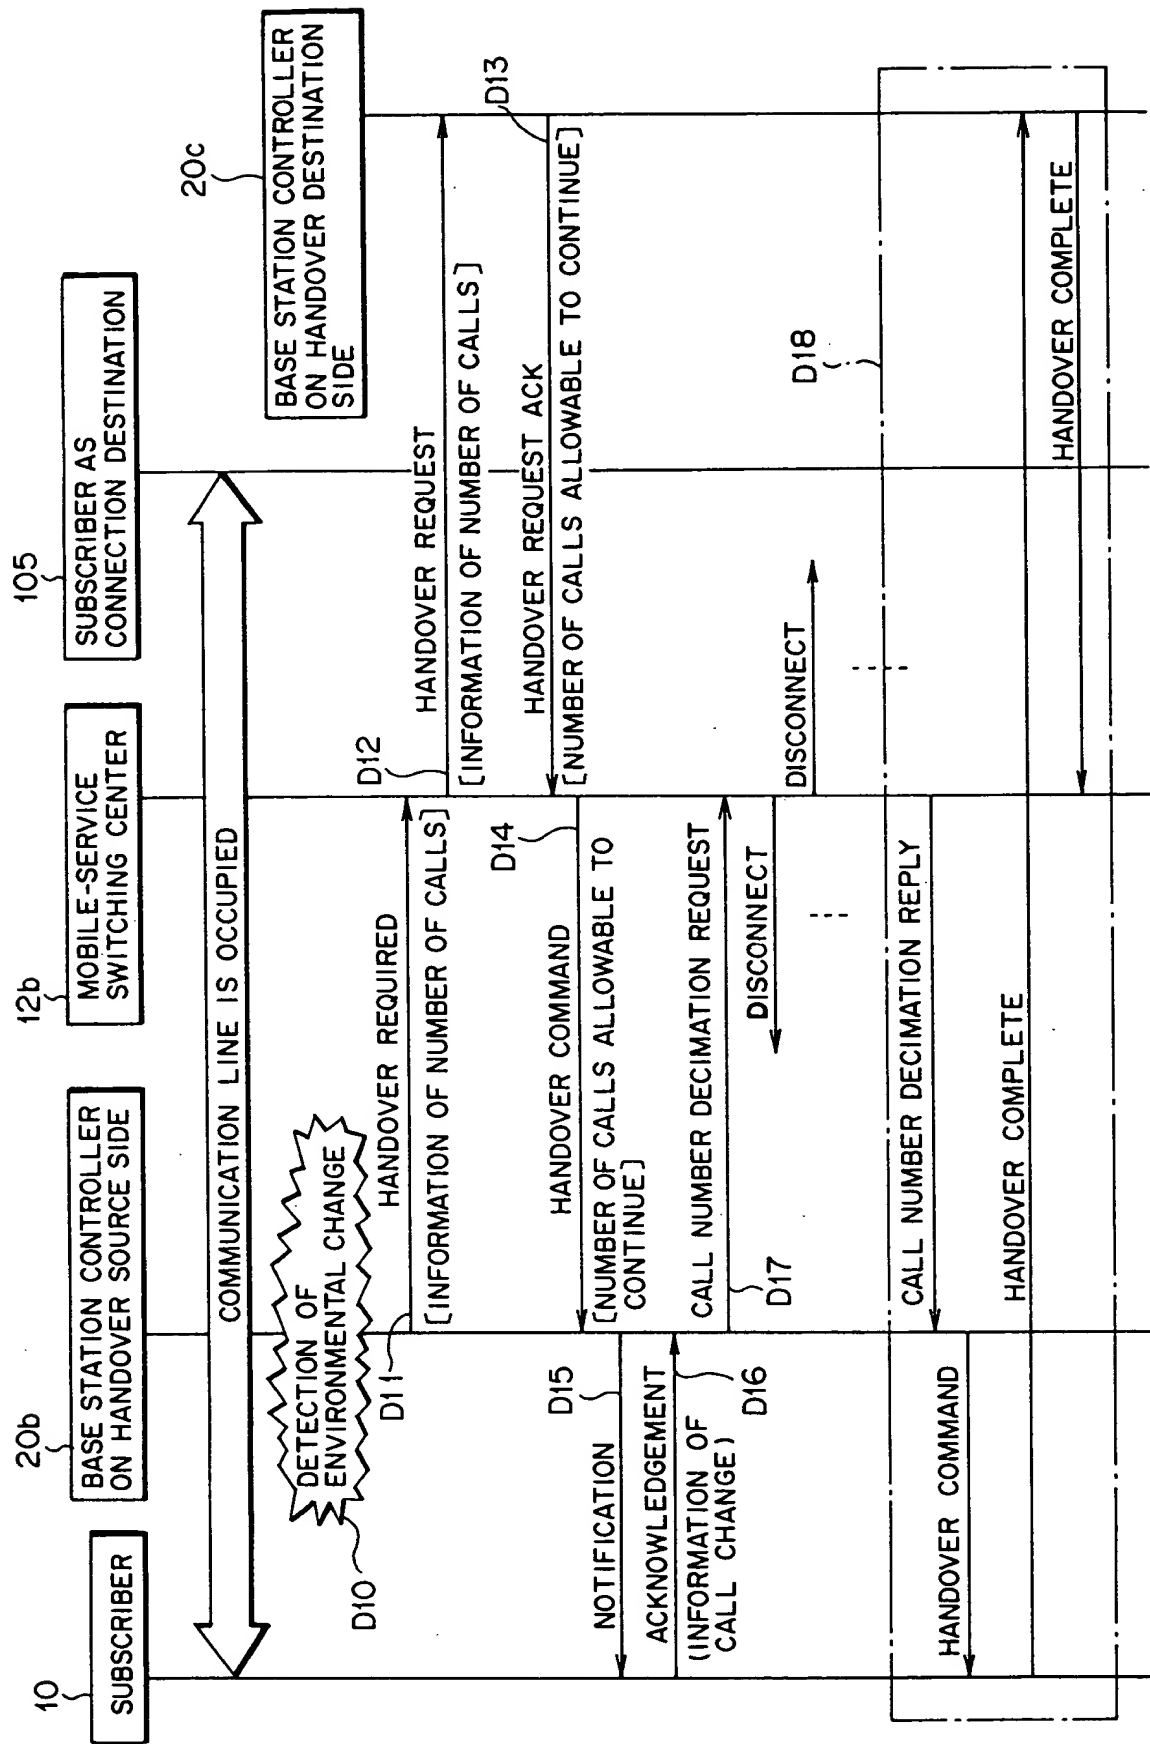 10
SUBSCRIBER
20b
BASE STATION CONTROLLER
ON HANDOVER SOURCE SIDE
12b
MOBILE-SERVICE
SWITCHING CENTER
105
SUBSCRIBER AS
CONNECTION DESTINATION
20c
BASE STATION CONTROLLER
ON HANDOVER DESTINATION
SIDE
COMMUNICATION LINE IS OCCUPIED
DETECTION OF
ENVIRONMENTAL CHANGE
D10
HANDOVER REQUIRED
D11
[INFORMATION OF NUMBER OF CALLS]
D12
HANDOVER REQUEST
[INFORMATION OF NUMBER OF CALLS]
D13
HANDOVER REQUEST ACK
[NUMBER OF CALLS ALLOWABLE TO CONTINUE]
D14
HANDOVER COMMAND
[NUMBER OF CALLS ALLOWABLE TO
CONTINUE]
NOTIFICATION
D15
ACKNOWLEDGEMENT
D16
(INFORMATION OF
CALL CHANGE)
CALL NUMBER DECIMATION REQUEST
D17
DISCONNECT
DISCONNECT
D18
CALL NUMBER DECIMATION REPLY
HANDOVER COMMAND
HANDOVER COMPLETE
HANDOVER COMPLETE